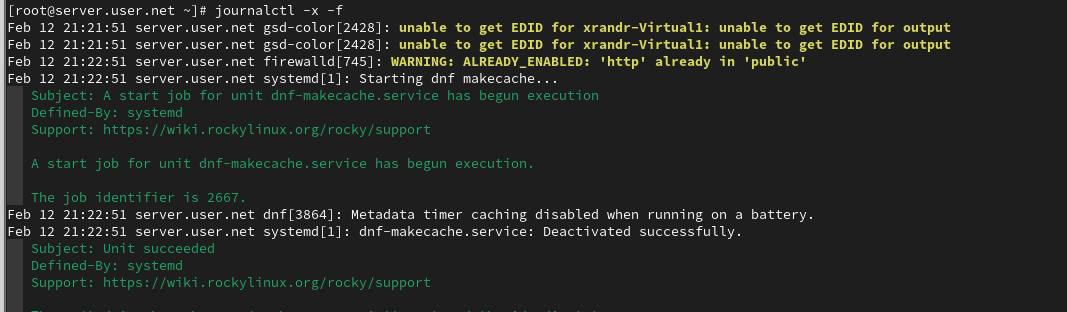 [root@server.user.net ~]# journalctl -x -f
Feb 12 21:21:51 server.user.net gsd-color[2428]: unable to get EDID for xrandr-Virtual1: unable to get EDID for output
Feb 12 21:21:51 server.user.net gsd-color[2428]: unable to get EDID for xrandr-Virtual1: unable to get EDID for output
Feb 12 21:22:51 server.user.net firewalld[745]: WARNING: ALREADY_ENABLED: 'http' already in 'public'
Feb 12 21:22:51 server.user.net systemd[1]: Starting dnf makecache...
Subject: A start job for unit dnf-makecache.service has begun execution
Defined-By: systemd
Support: https://wiki.rockylinux.org/rocky/support
A start job for unit dnf-makecache.service has begun execution.
The job identifier is 2667.
Feb 12 21:22:51 server.user.net dnf[3864]: Metadata timer caching disabled when running on a battery.
Feb 12 21:22:51 server.user.net systemd[1]: dnf-makecache.service: Deactivated successfully.
Subject: Unit succeeded
Defined-By: systemd
Support: https://wiki.rockylinux.org/rocky/support